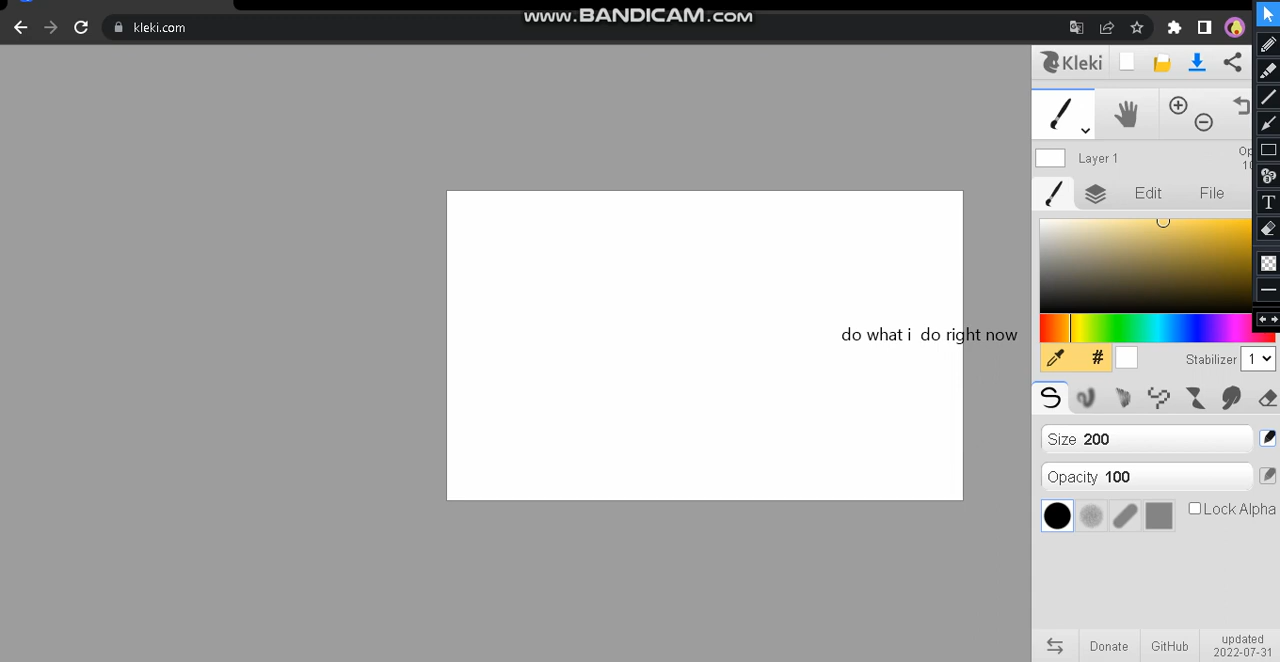 www.BANDICAM.com
kleki.com
Kleki
Layer 1
Op
Edit
File
do what i  do right now
#
Stabilizer
1
Size 200
Opacity 100
Lock Alpha
Donate
GitHub
updated
2022-07-31
T